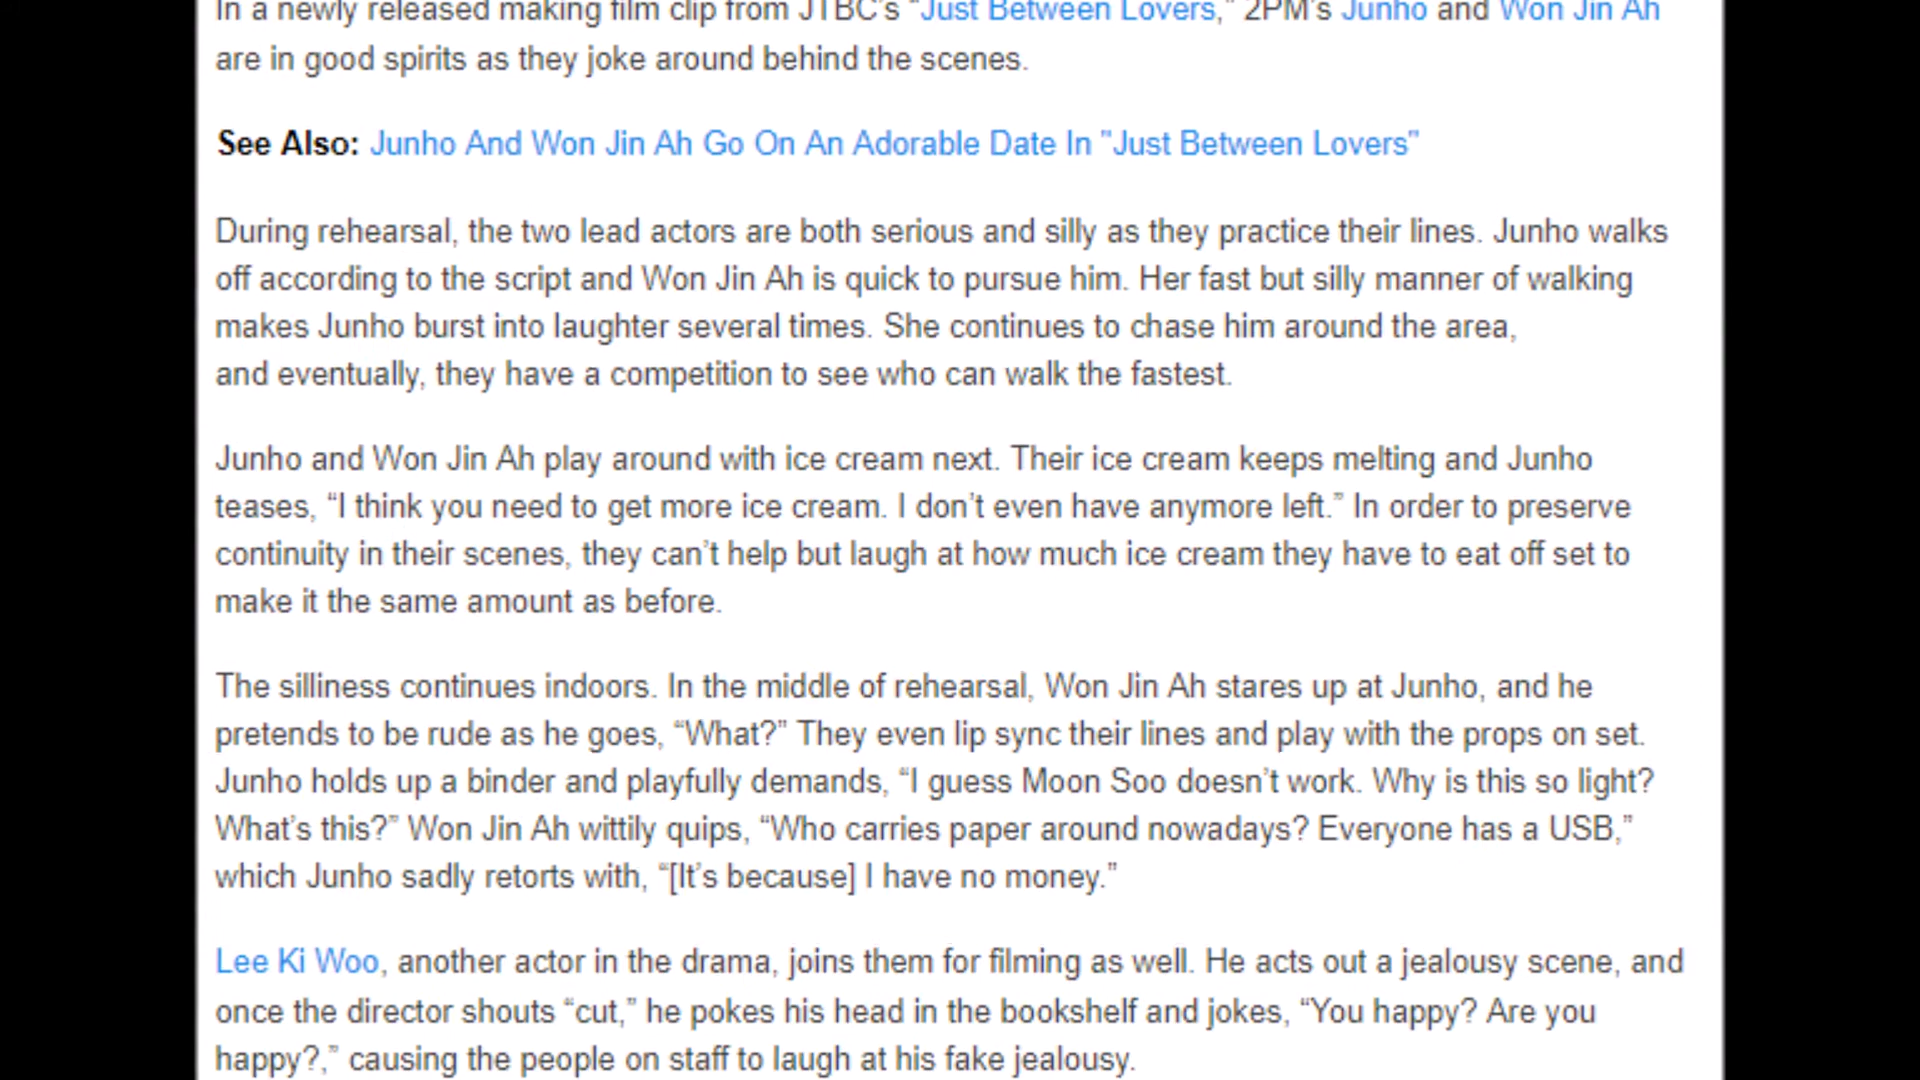 In a newly released making film clip from JTBC’s “Just Between Lovers,” 2PM’s Junho and Won Jin Ah
are in good spirits as they joke around behind the scenes.
See Also: Junho And Won Jin Ah Go On An Adorable Date In "Just Between Lovers"
During rehearsal, the two lead actors are both serious and silly as they practice their lines. Junho walks
off according to the script and Won Jin Ah is quick to pursue him. Her fast but silly manner of walking
makes Junho burst into laughter several times. She continues to chase him around the area,
and eventually, they have a competition to see who can walk the fastest.
Junho and Won Jin Ah play around with ice cream next. Their ice cream keeps melting and Junho
teases, “I think you need to get more ice cream. I don’t even have anymore left.” In order to preserve
continuity in their scenes, they can’t help but laugh at how much ice cream they have to eat off set to
make it the same amount as before.
The silliness continues indoors. In the middle of rehearsal, Won Jin Ah stares up at Junho, and he
pretends to be rude as he goes, “What?” They even lip sync their lines and play with the props on set.
Junho holds up a binder and playfully demands, “I guess Moon Soo doesn’t work. Why is this so light?
What’s this?” Won Jin Ah wittily quips, “Who carries paper around nowadays? Everyone has a USB,”
which Junho sadly retorts with, “[It’s because] I have no money.”
Lee Ki Woo, another actor in the drama, joins them for filming as well. He acts out a jealousy scene, and
once the director shouts “cut,” he pokes his head in the bookshelf and jokes, “You happy? Are you
happy?,” causing the people on staff to laugh at his fake jealousy.